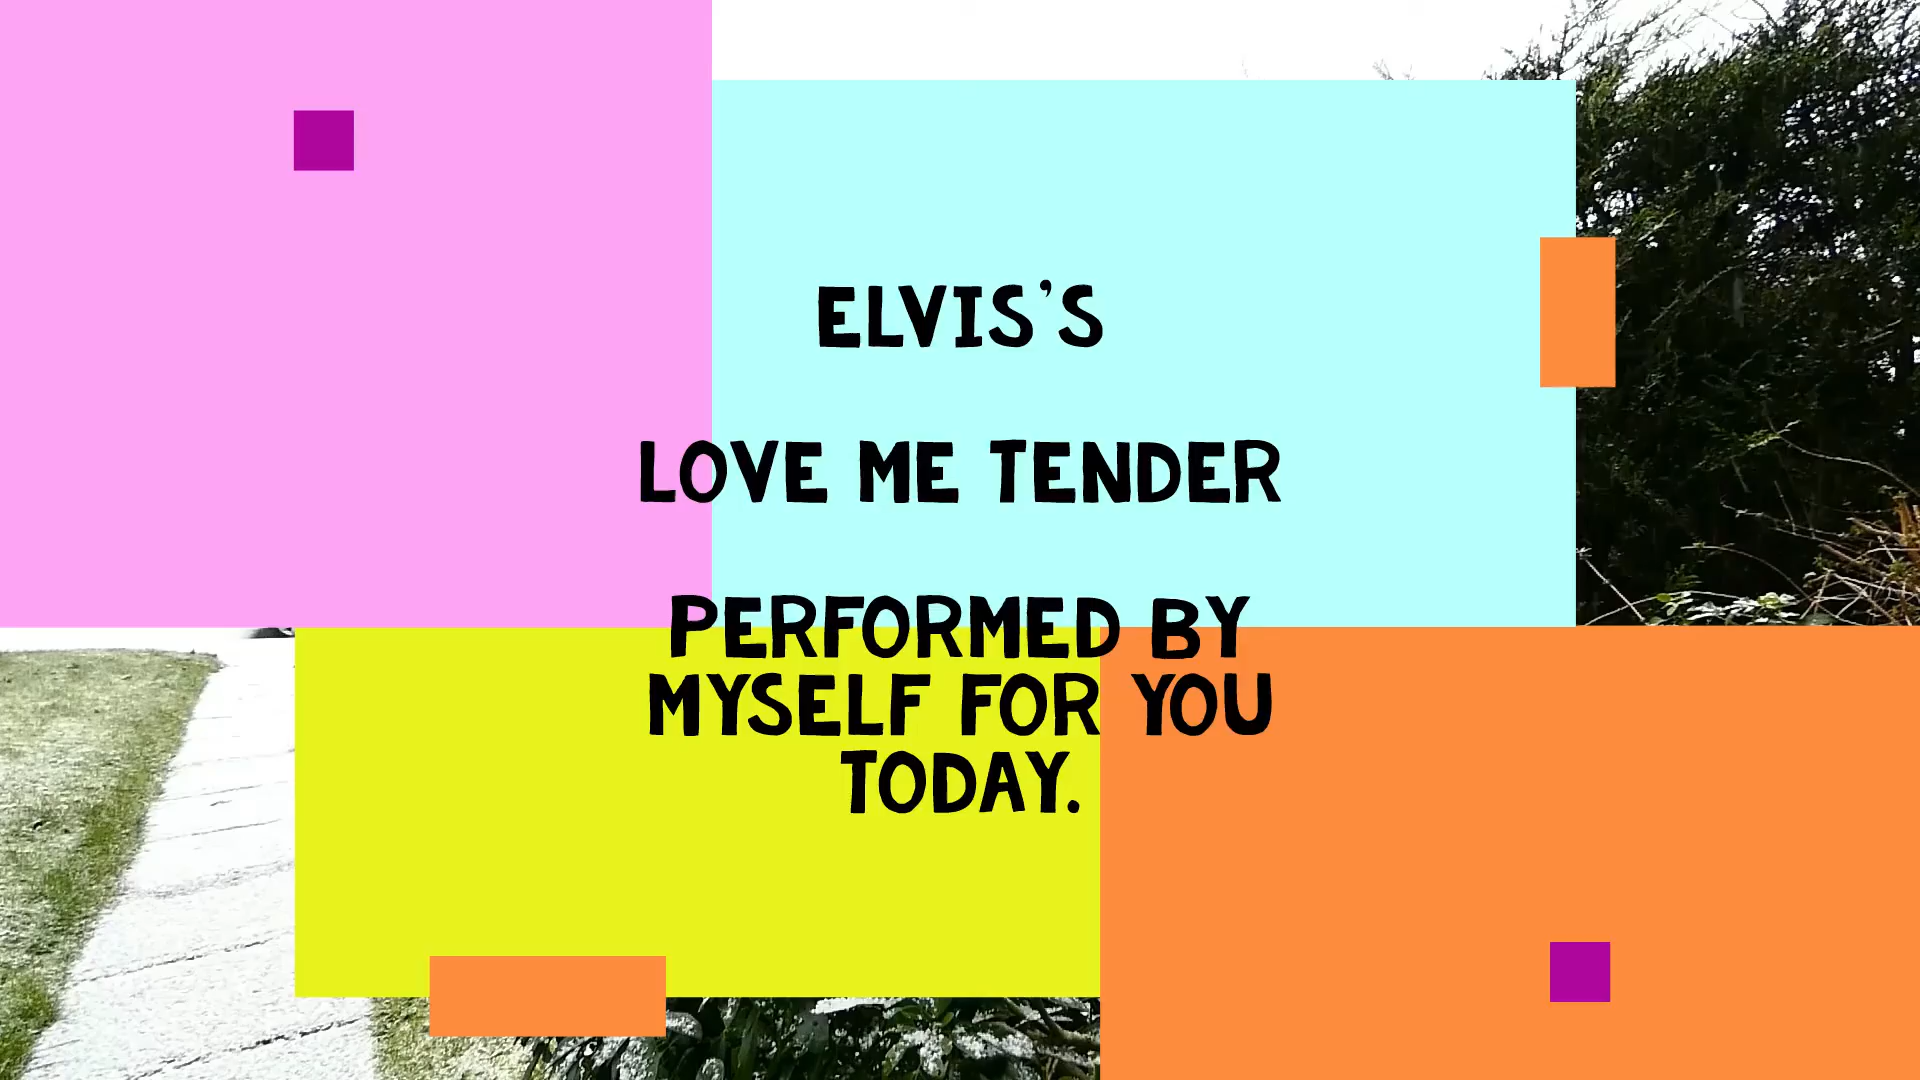 ELVIS'S
LOVE ME TENDER
PERFORMED BY
MYSELF FOR YOU
TODAY.